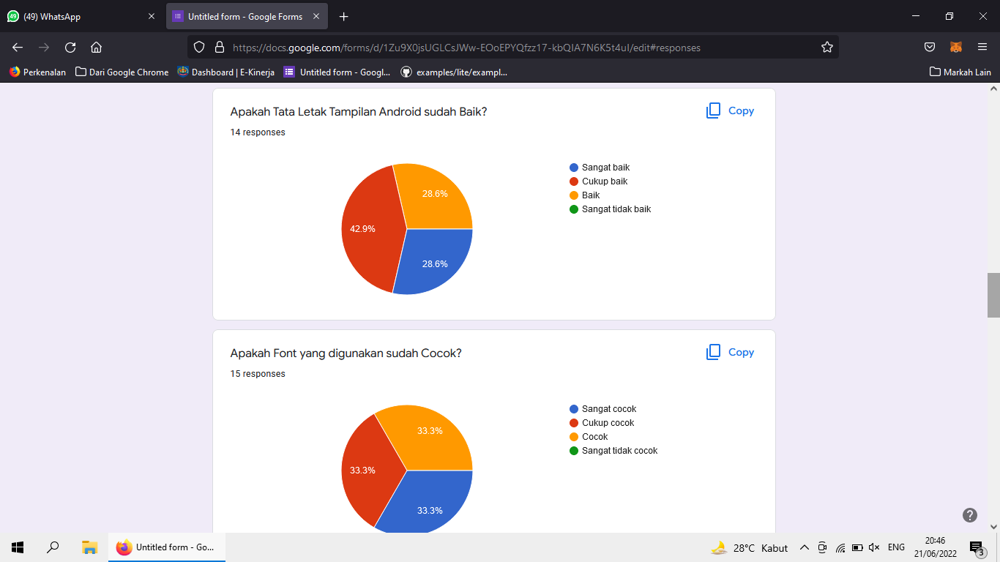 (49) WhatsApp
Untitled form - Google Forms
https://docs.google.com/forms/d/1Zu9X0jsUGLCsJWw-EOoEPYQfzz17-kbQIA7N6K5t4uI/edit#responses
Perkenalan
Dari Google Chrome
Dashboard | E-Kinerja
Untitled form - Googl...
examples/lite/exampl...
Markah Lain
Apakah Tata Letak Tampilan Android sudah Baik?
Copy
14 responses
Sangat baik
Cukup baik
Baik
Sangat tidak baik
28.6%
42.9%
28.6%
Apakah Font yang digunakan sudah Cocok?
Copy
15 responses
Sangat cocok
Cukup cocok
Cocok
Sangat tidak cocok
33.3%
33.3%
33.3%
Untitled form - Go...
28°C Kabut
ENG
20:46
21/06/2022
3